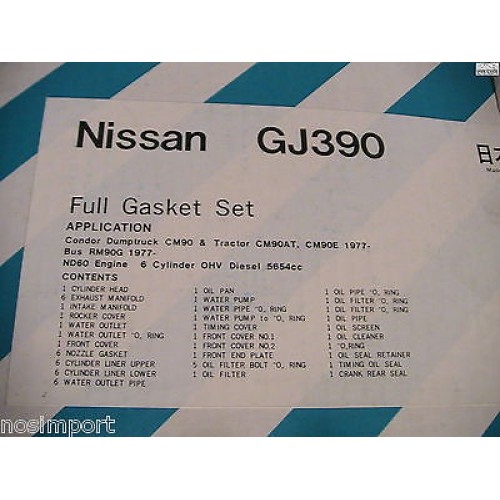 Nissan GJ390
日
Full Gasket Set
APPLICATION
Condor Dumptruck CM90 & Tractor CM90AT, CM90E 1977-
Bus RM90G 1977-
ND60 Engine 6 Cylinder OHV Diesel 5654cc
CONTENTS
1 CYLINDER HEAD
6 EXHAUST MANIFOLD
1 INTAKE MANIFOLD
1 ROCKER COVER
1 WATER OUTLET
1 WATER OUTLET "O, RING
1 FRONT COVER
6 NOZZLE GASKET
6 CYLINDER LINER UPPER
6 CYLINDER LINER LOWER
6 WATER OUTLET PIPE
1 OIL PAN
1 WATER PUMP
1 WATER PIPE "O, RING
1 WATER PUMP to "O, RING
1 TIMING COVER
1 FRONT COVER NO.1
1 FRONT COVER NO.2
1 FRONT END PLATE
5 OIL FILTER BOLT "O, RING
1 OIL FILTER
1 OIL PIPE "O, RING
1 OIL FILTER "O, RING
1 OIL FILTER "O, RING
1 OIL PIPE
1 OIL SCREEN
1 OIL CLEANER
1 "O,RING
1 OIL SEAL RETAINER
1 TIMING OIL SEAL
1 CRANK REAR SEAL
nosimport